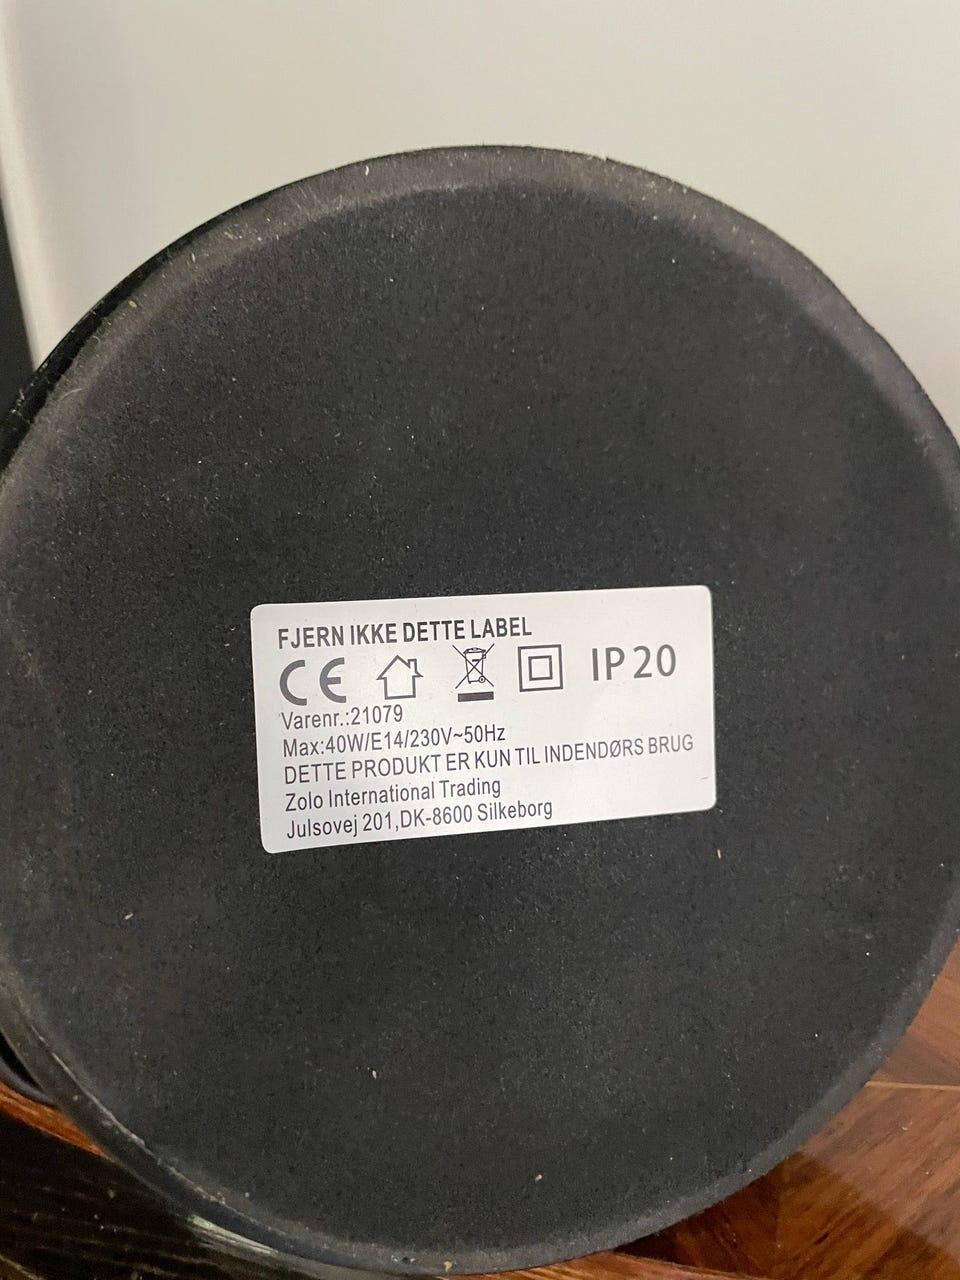 FJERN IKKE DETTE LABEL
CE IP20
Varenr.:21079
Max:40W/E14/230V~50Hz
DETTE PRODUKT ER KUN TIL INDENDØRS BRUG
Zolo International Trading
Julsovej 201,DK-8600 Silkeborg